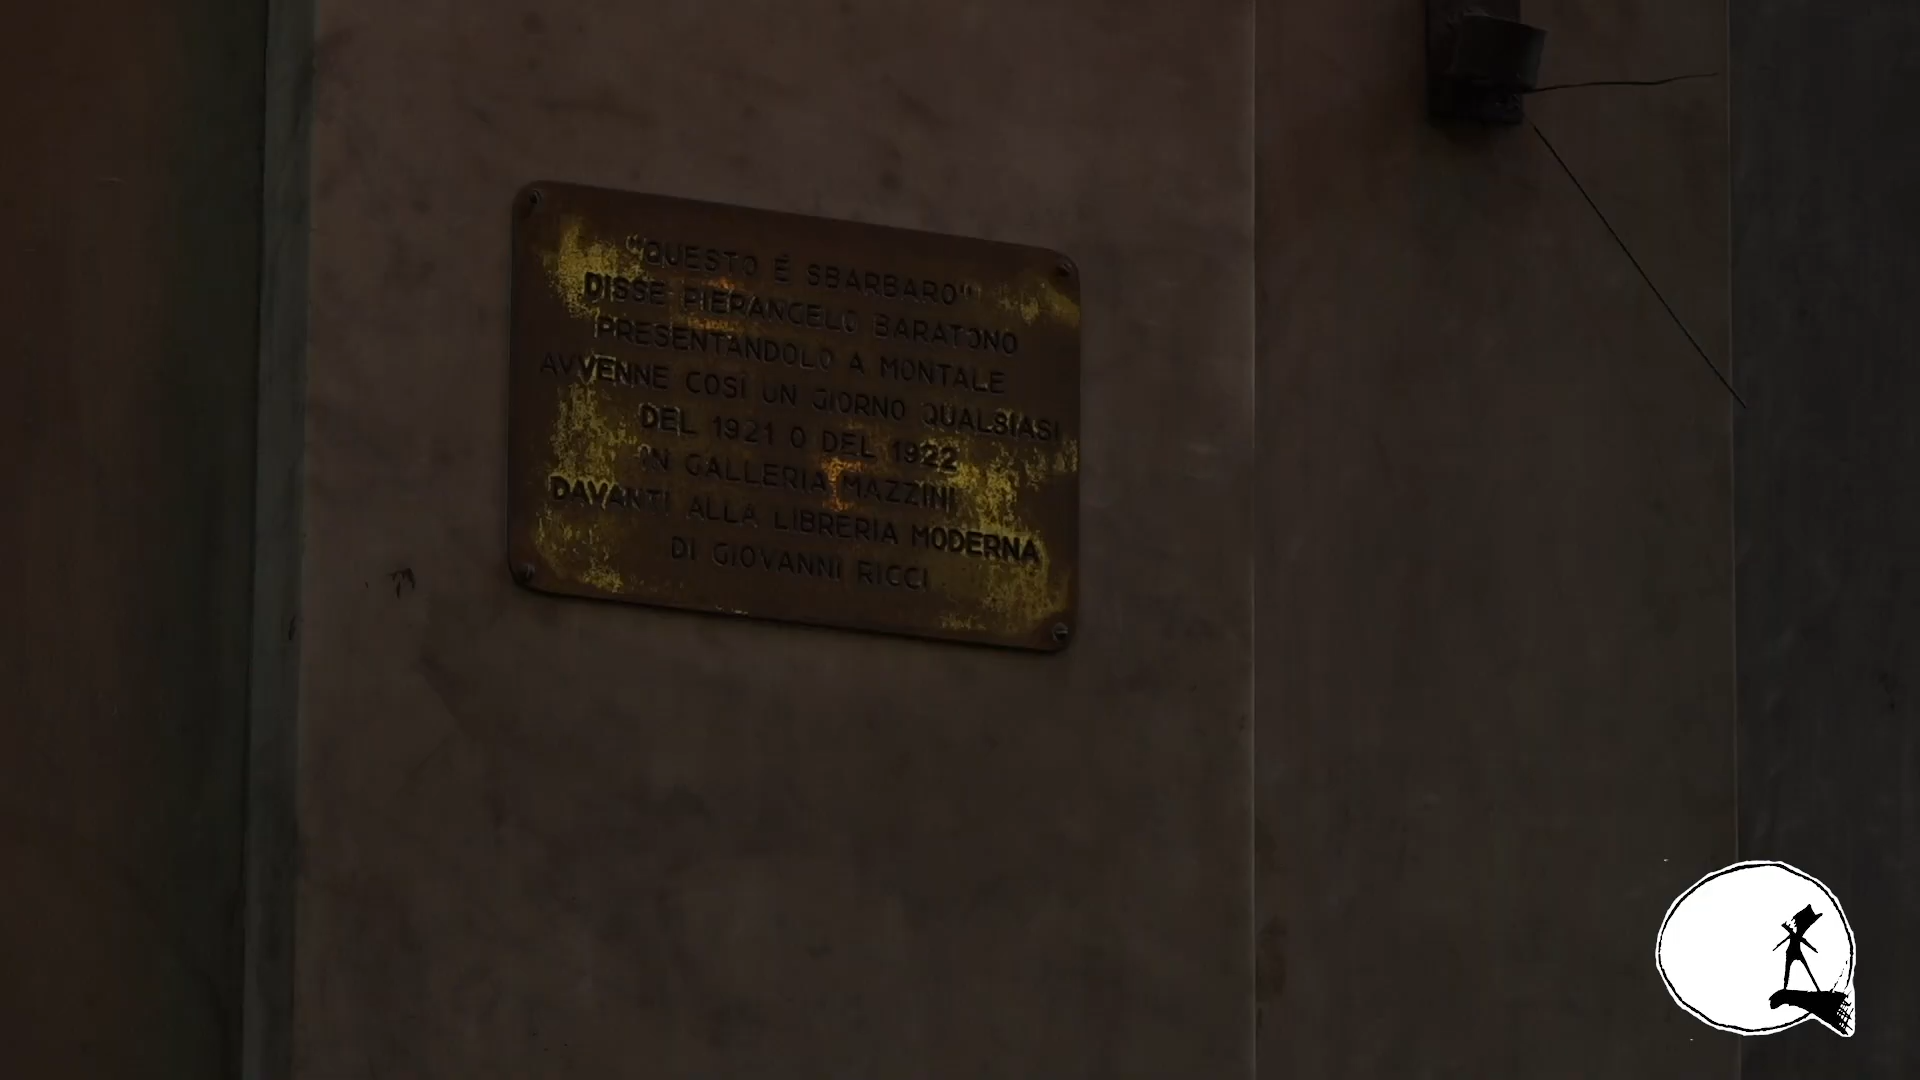 "QUESTO É SBARBARO"
DISSE PIERANGELO BARATONO
PRESENTANDOLO A MONTALE
AVVENNE COSÍ UN GIORNO QUALSIASI
DEL 1921 O DEL 1922
IN GALLERIA MAZZINI
DAVANTI ALLA LIBRERIA MODERNA
DI GIOVANNI RICCI